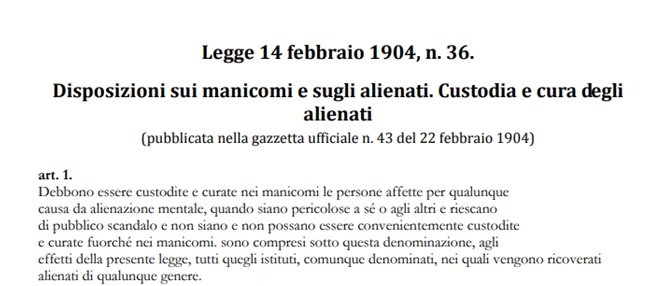 Legge 14 febbraio 1904, n. 36.
Disposizioni sui manicomi e sugli alienati. Custodia e cura degli
alienati
(pubblicata nella gazzetta ufficiale n. 43 del 22 febbraio 1904)
art. 1.
Debbono essere custodite e curate nei manicomi le persone affette per qualunque
causa da alienazione mentale, quando siano pericolose a sé o agli altri e riescano
di pubblico scandalo e non siano e non possano essere convenientemente custodite
e curate fuorché nei manicomi. sono compresi sotto questa denominazione, agli
effetti della presente legge, tutti quegli istituti, comunque denominati, nei quali vengono ricoverati
alienati di qualunque genere.